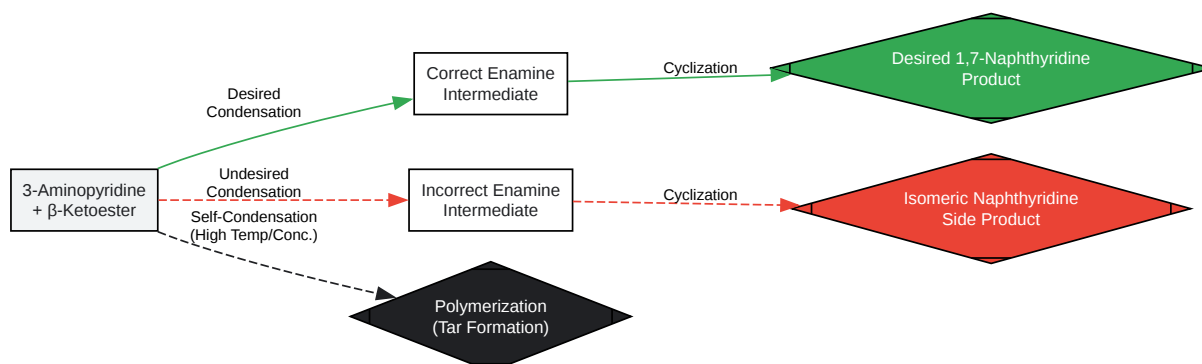 3-Aminopyridine
+ β-Ketoester
Desired
Condensation
Correct Enamine
Intermediate
Cyclization
Desired 1,7-Naphthyridine
Product
Undesired
Condensation
Incorrect Enamine
Intermediate
Cyclization
Isomeric Naphthyridine
Side Product
Self-Condensation
(High Temp/Conc.)
Polymerization
(Tar Formation)